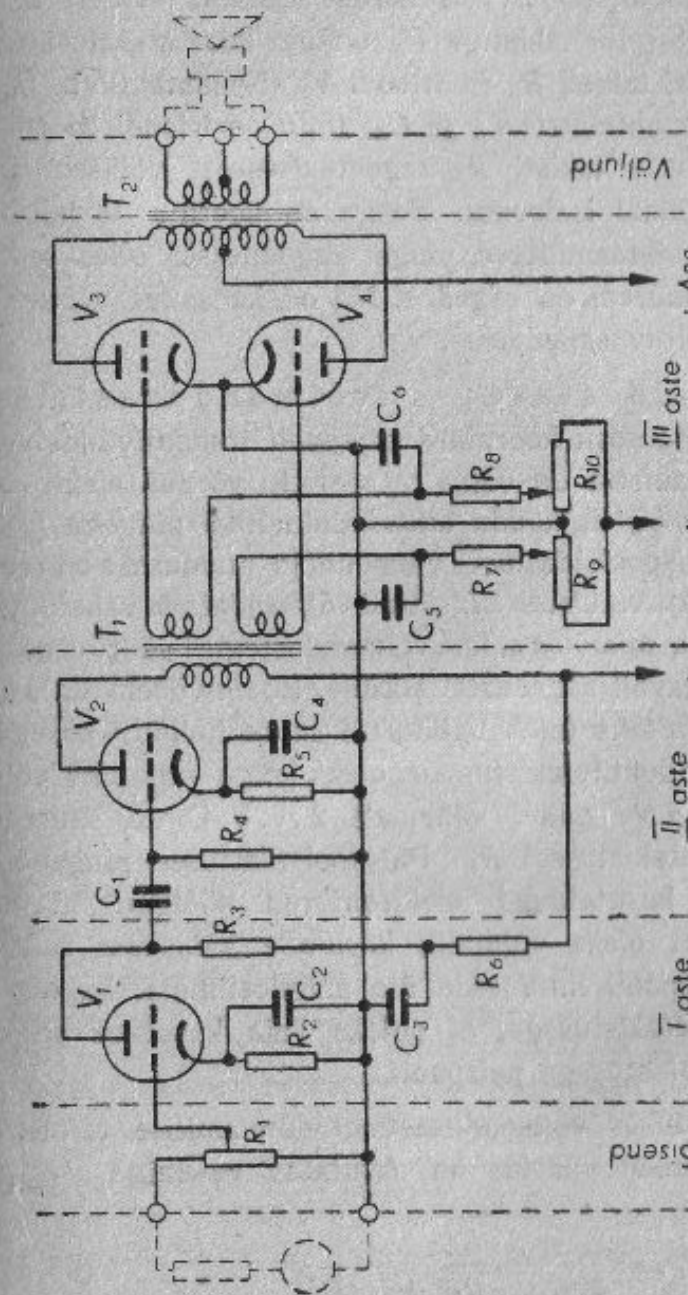 T₂
V₃
V₄
C₆
R₈
R₁₀
R₇
R₉
C₅
T₁
V₂
C₄
R₅
R₄
C₁
R₃
V₁
C₂
R₂
C₃
R₆
R₁
I aste
II aste
III aste
Väljund